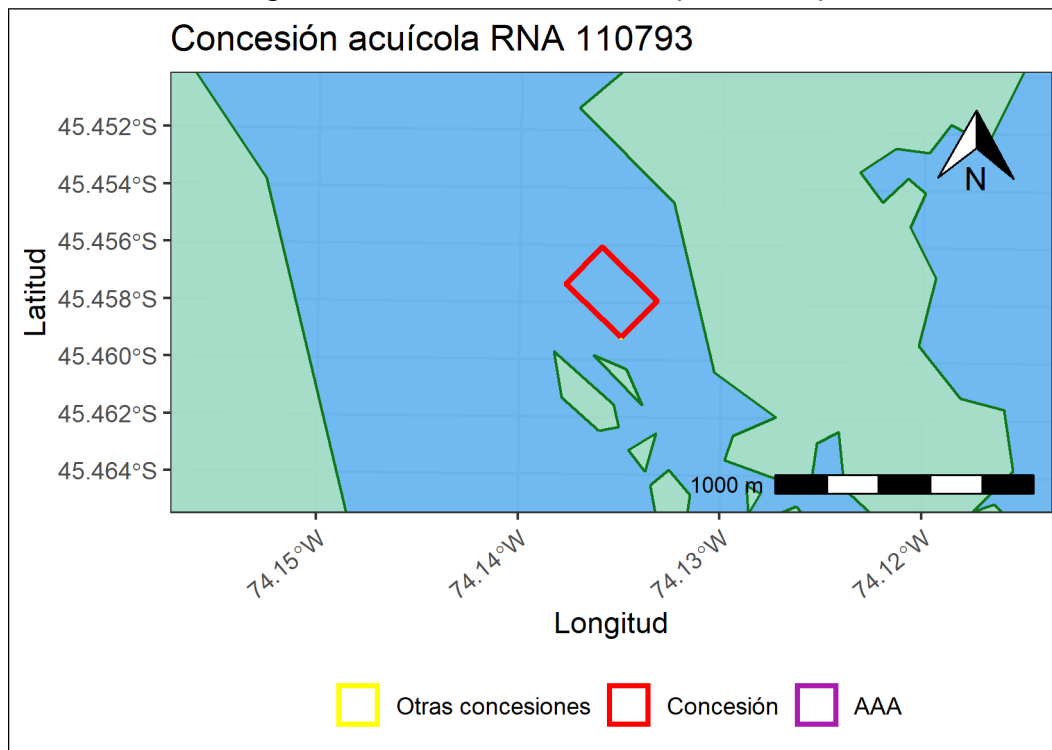 Concesión acuícola RNA 110793
45.452°S
45.454°S
45.456°S
45.458°S
45.460°S
45.462°S
45.464°S
Latitud
N
1000 m
74.15°W
74.14°W
74.13°W
74.12°W
Longitud
Otras concesiones
Concesión
AAA